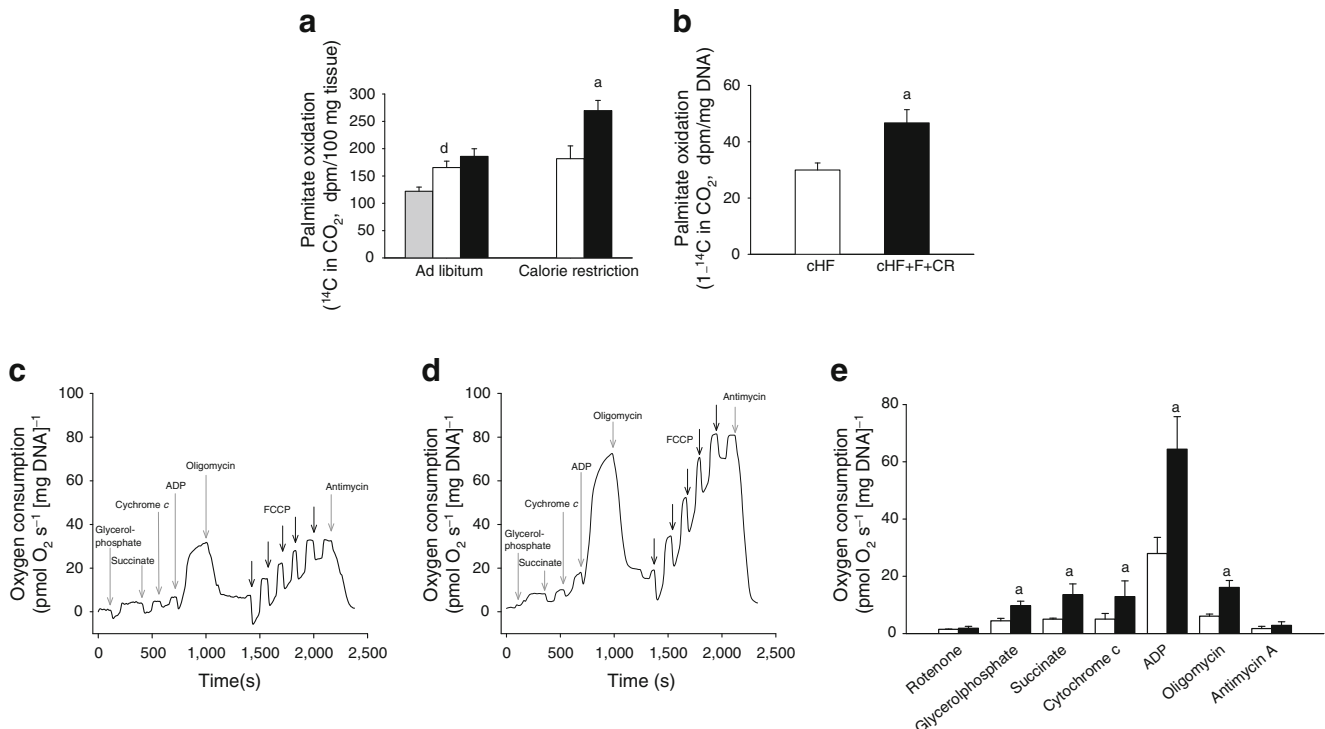 a
Palmitate oxidation
(¹⁴C in CO₂, dpm/100 mg tissue)
300
250
200
150
100
50
0
d
a
Ad libitum
Calorie restriction
b
Palmitate oxidation
(1–¹⁴C in CO₂, dpm/mg DNA)
60
40
20
0
a
cHF
cHF+F+CR
c
Oxygen consumption
(pmol O₂ s⁻¹ [mg DNA]⁻¹
100
80
60
40
20
0
Glycerol-
phosphate
Succinate
Cychrome c
ADP
Oligomycin
FCCP
Antimycin
0
500
1,000
1,500
2,000
2,500
Time(s)
d
Oxygen consumption
(pmol O₂ s⁻¹ [mg DNA]⁻¹
100
80
60
40
20
0
Glycerol-
phosphate
Succinate
Cychrome c
ADP
Oligomycin
FCCP
Antimycin
0
500
1,000
1,500
2,000
2,500
Time (s)
e
Oxygen consumption
(pmol O₂ s⁻¹ [mg DNA]⁻¹
80
60
40
20
0
a
a
a
a
a
Rotenone
Glycerolphosphate
Succinate
Cytochrome c
ADP
Oligomycin
Antimycin A